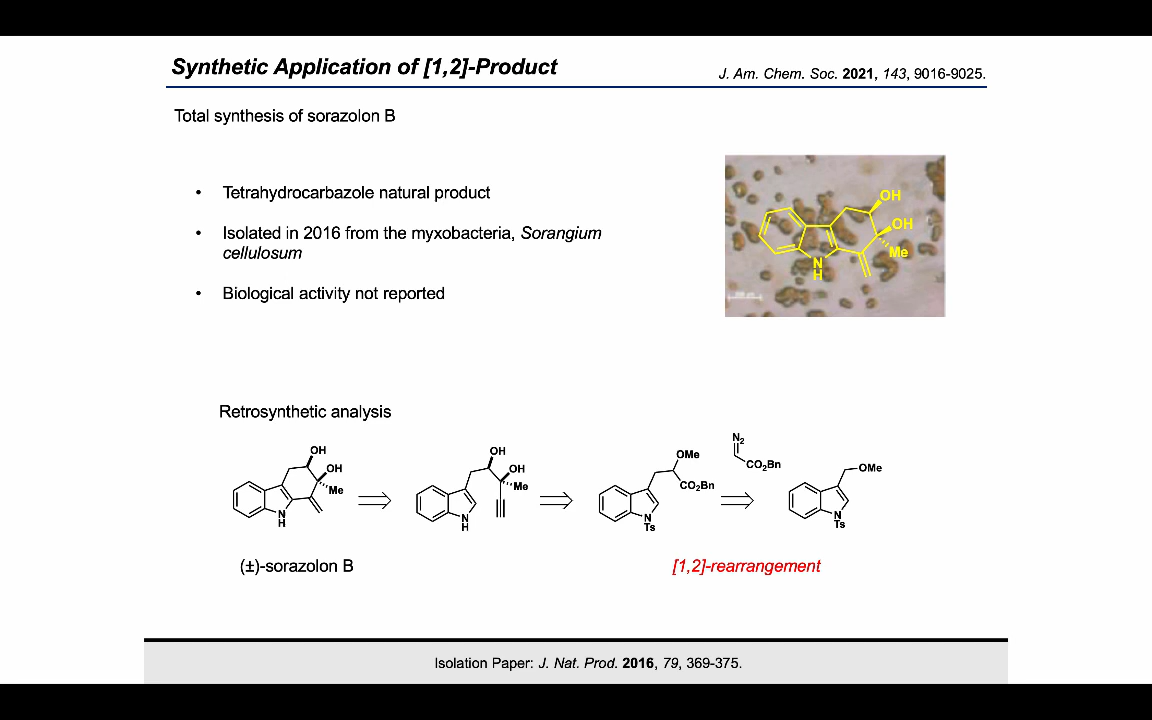 Synthetic Application of [1,2]-Product
J. Am. Chem. Soc. 2021, 143, 9016-9025.
Total synthesis of sorazolon B
• Tetrahydrocarbazole natural product
• Isolated in 2016 from the myxobacteria, Sorangium
cellulosum
• Biological activity not reported
OH
OH
Me
N
H
Retrosynthetic analysis
OH
OH
Me
N
H
OH
OH
Me
N
H
OMe
CO2Bn
N
Ts
N2
CO2Bn
OMe
N
Ts
(±)-sorazolon B
[1,2]-rearrangement
Isolation Paper: J. Nat. Prod. 2016, 79, 369-375.